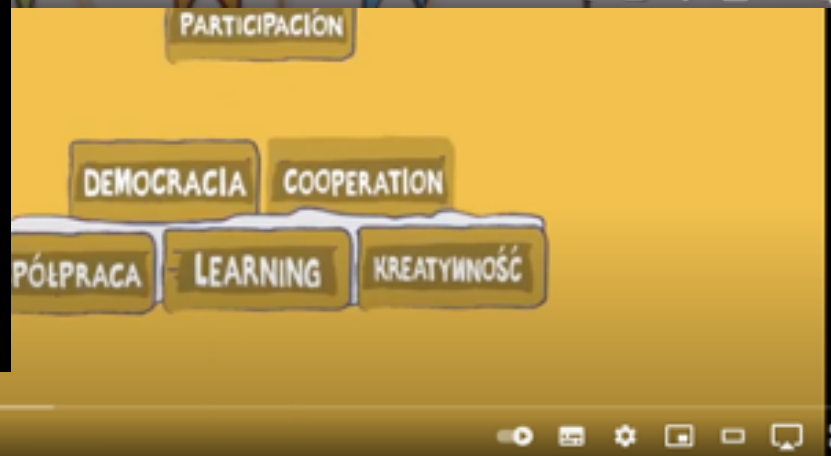 PARTICIPACIÓN
DEMOCRACIA COOPERATION
PÓŁPRACA LEARNING KREATYWNOŚĆ